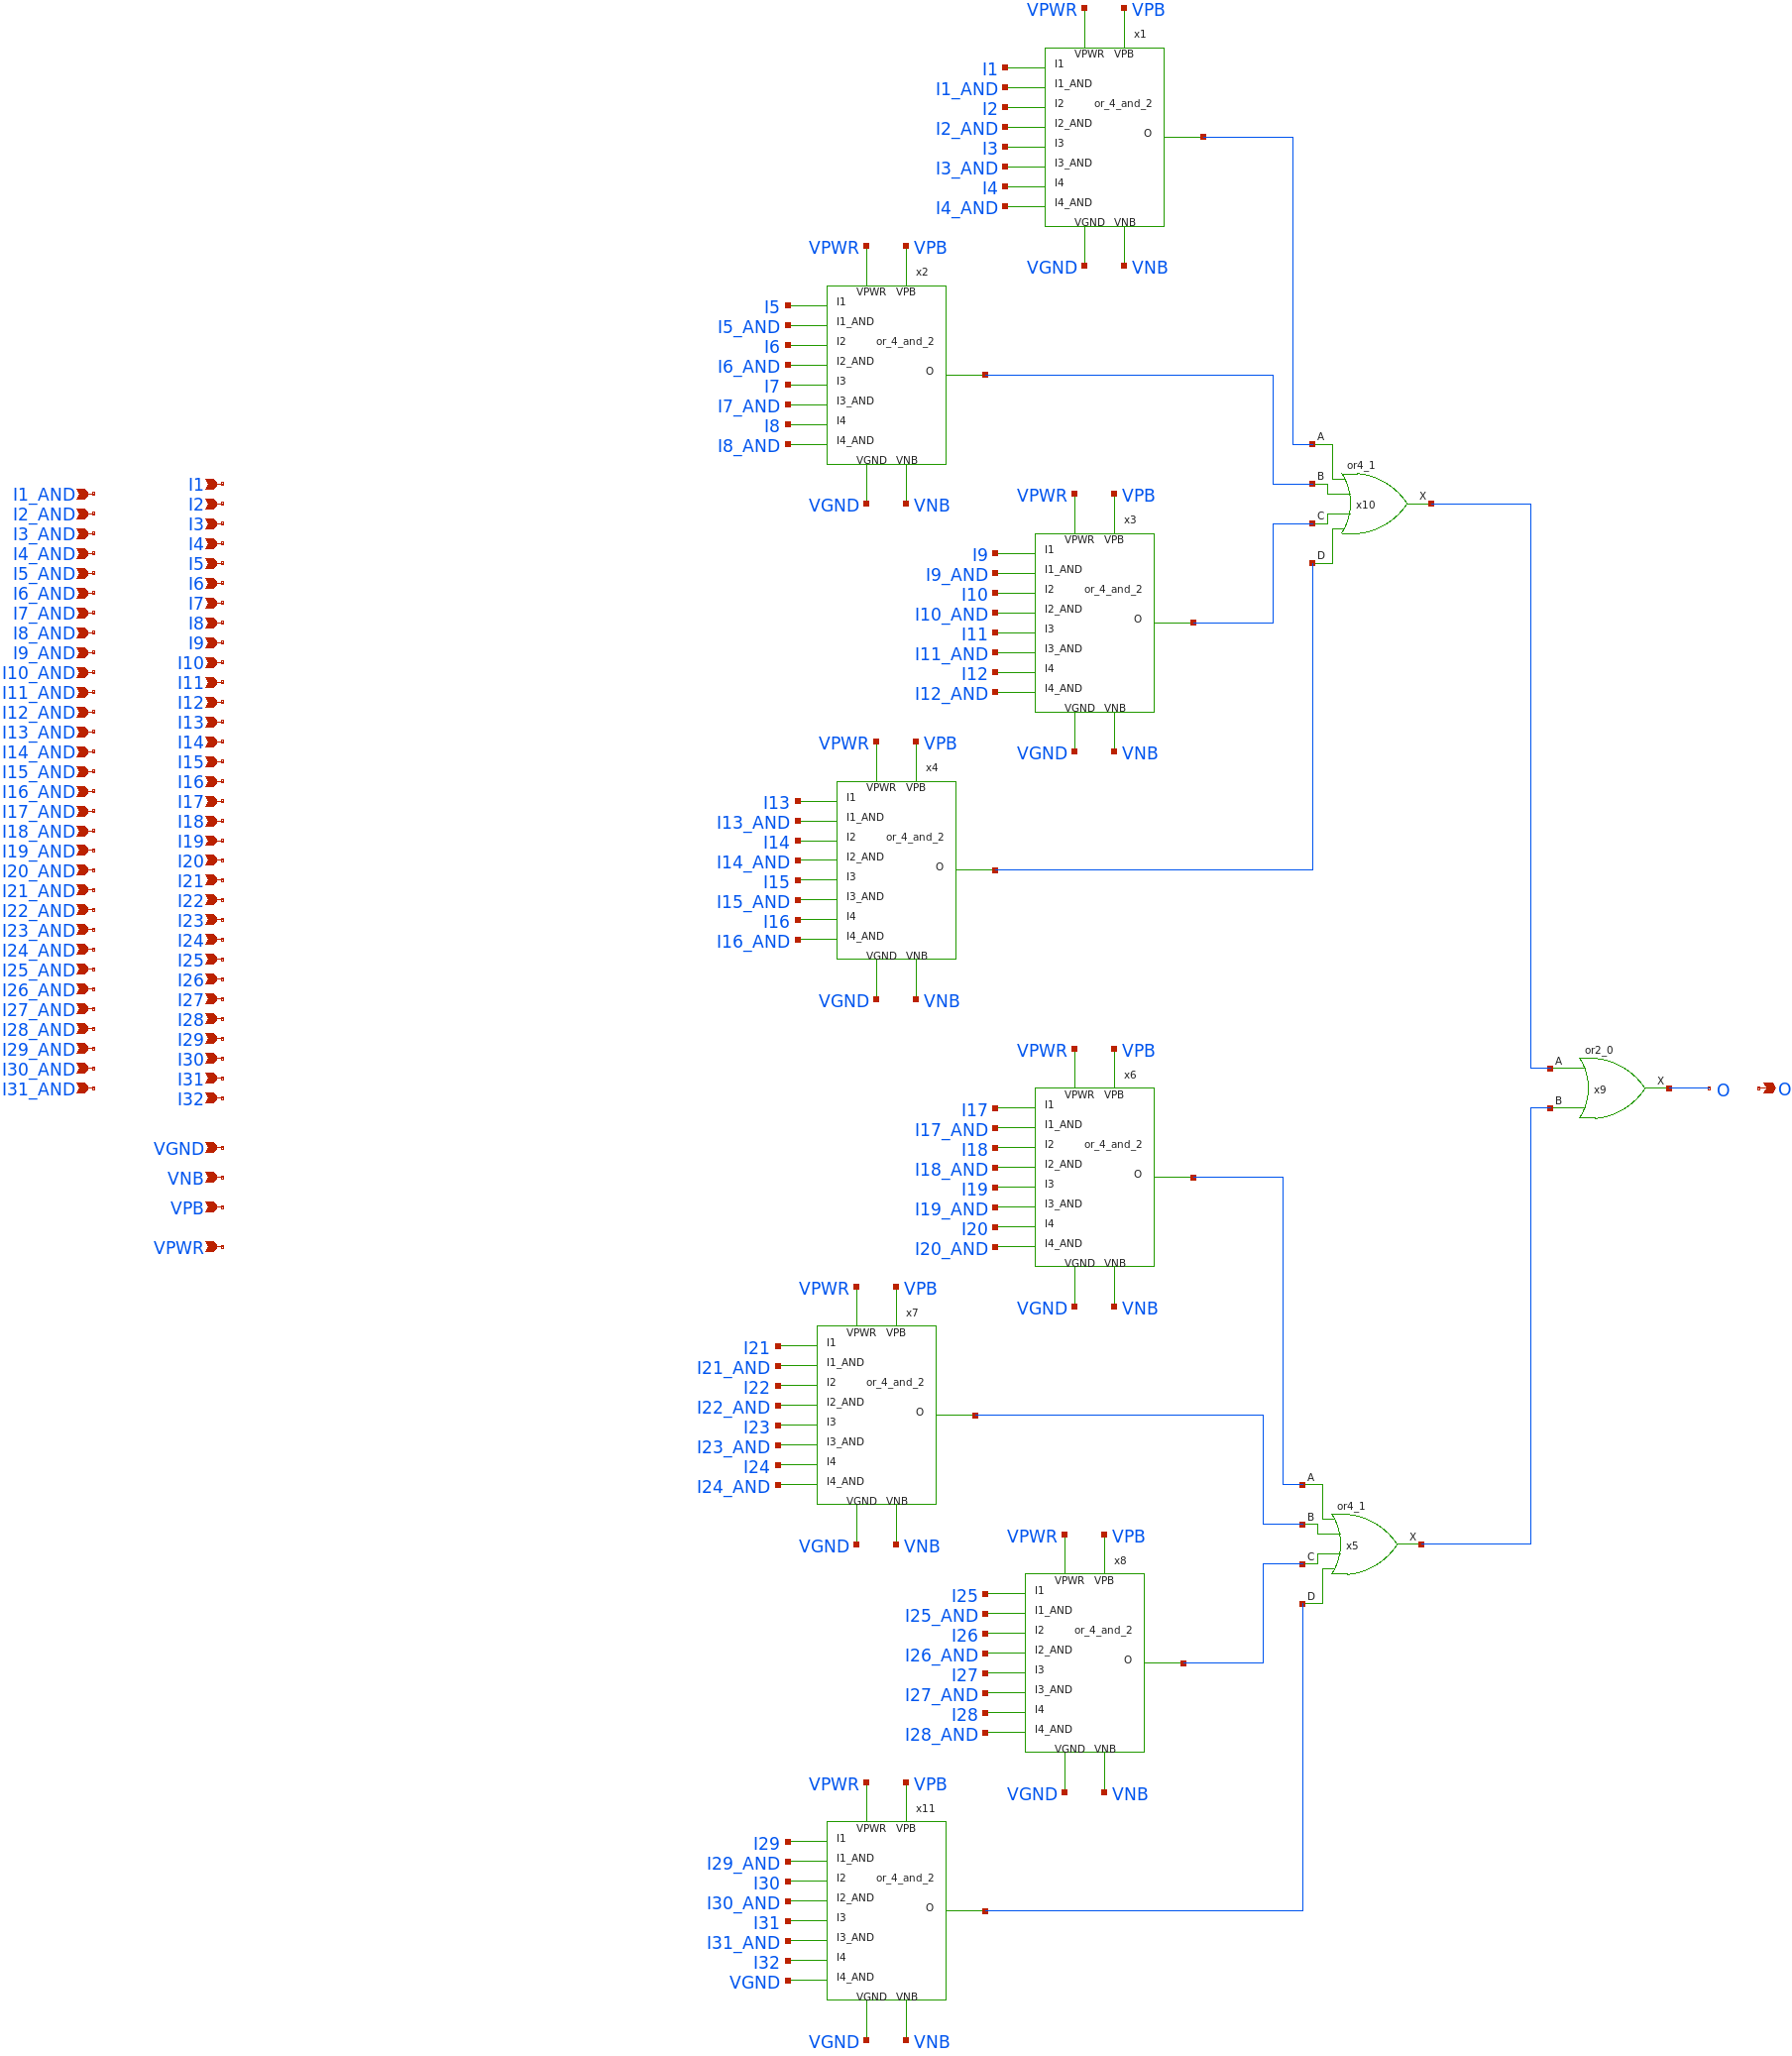 I1_AND
I2_AND
I3_AND
I4_AND
I5_AND
I6_AND
I7_AND
I8_AND
I9_AND
I10_AND
I11_AND
I12_AND
I13_AND
I14_AND
I15_AND
I16_AND
I17_AND
I18_AND
I19_AND
I20_AND
I21_AND
I22_AND
I23_AND
I24_AND
I25_AND
I26_AND
I27_AND
I28_AND
I29_AND
I30_AND
I31_AND
I1
I2
I3
I4
I5
I6
I7
I8
I9
I10
I11
I12
I13
I14
I15
I16
I17
I18
I19
I20
I21
I22
I23
I24
I25
I26
I27
I28
I29
I30
I31
I32
VGND
VNB
VPB
VPWR
VPWR VPB
x1
VPWR VPB
I1 I1
I1_AND I1_AND
I2 I2 or_4_and_2
I2_AND I2_AND
O
I3 I3
I3_AND I3_AND
I4 I4
I4_AND I4_AND
VGND VNB
VGND VNB
VPWR VPB
x2
VPWR VPB
I5 I1
I5_AND I1_AND
I6 I2 or_4_and_2
I6_AND I2_AND
O
I7 I3
I7_AND I3_AND
I8 I4
I8_AND I4_AND
VGND VNB
VGND VNB
VPWR VPB
x3
VPWR VPB
I9 I1
I9_AND I1_AND
I10 I2 or_4_and_2
I10_AND I2_AND
O
I11 I3
I11_AND I3_AND
I12 I4
I12_AND I4_AND
VGND VNB
VGND VNB
VPWR VPB
x4
VPWR VPB
I13 I1
I13_AND I1_AND
I14 I2 or_4_and_2
I14_AND I2_AND
O
I15 I3
I15_AND I3_AND
I16 I4
I16_AND I4_AND
VGND VNB
VGND VNB
A
or4_1
B
x10 X
C
D
VPWR VPB
x6
VPWR VPB
I17 I1
I17_AND I1_AND
I18 I2 or_4_and_2
I18_AND I2_AND
O
I19 I3
I19_AND I3_AND
I20 I4
I20_AND I4_AND
VGND VNB
VGND VNB
VPWR VPB
x7
VPWR VPB
I21 I1
I21_AND I1_AND
I22 I2 or_4_and_2
I22_AND I2_AND
O
I23 I3
I23_AND I3_AND
I24 I4
I24_AND I4_AND
VGND VNB
VGND VNB
VPWR VPB
x8
VPWR VPB
I25 I1
I25_AND I1_AND
I26 I2 or_4_and_2
I26_AND I2_AND
O
I27 I3
I27_AND I3_AND
I28 I4
I28_AND I4_AND
VGND VNB
VGND VNB
VPWR VPB
x11
VPWR VPB
I29 I1
I29_AND I1_AND
I30 I2 or_4_and_2
I30_AND I2_AND
O
I31 I3
I31_AND I3_AND
I32 I4
VGND I4_AND
VGND VNB
VGND VNB
A
or4_1
B
x5 X
C
D
or2_0
A
x9 X O O
B